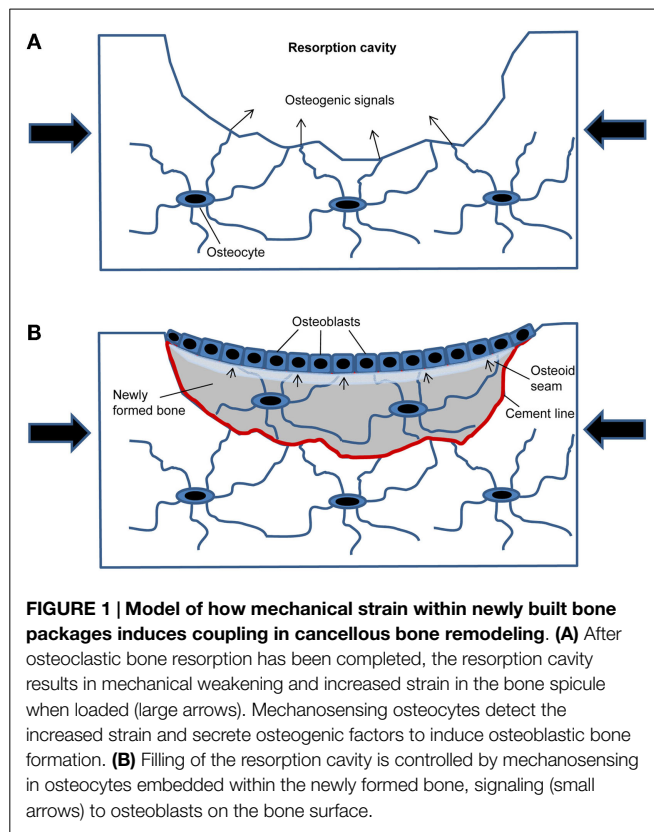 A
Resorption cavity
Osteogenic signals
Osteocyte
B
Osteoblasts
Newly
formed bone
Osteoid
seam
Cement line
FIGURE 1 | Model of how mechanical strain within newly built bone
packages induces coupling in cancellous bone remodeling. (A) After
osteoclastic bone resorption has been completed, the resorption cavity
results in mechanical weakening and increased strain in the bone spicule
when loaded (large arrows). Mechanosensing osteocytes detect the
increased strain and secrete osteogenic factors to induce osteoblastic bone
formation. (B) Filling of the resorption cavity is controlled by mechanosensing
in osteocytes embedded within the newly formed bone, signaling (small
arrows) to osteoblasts on the bone surface.